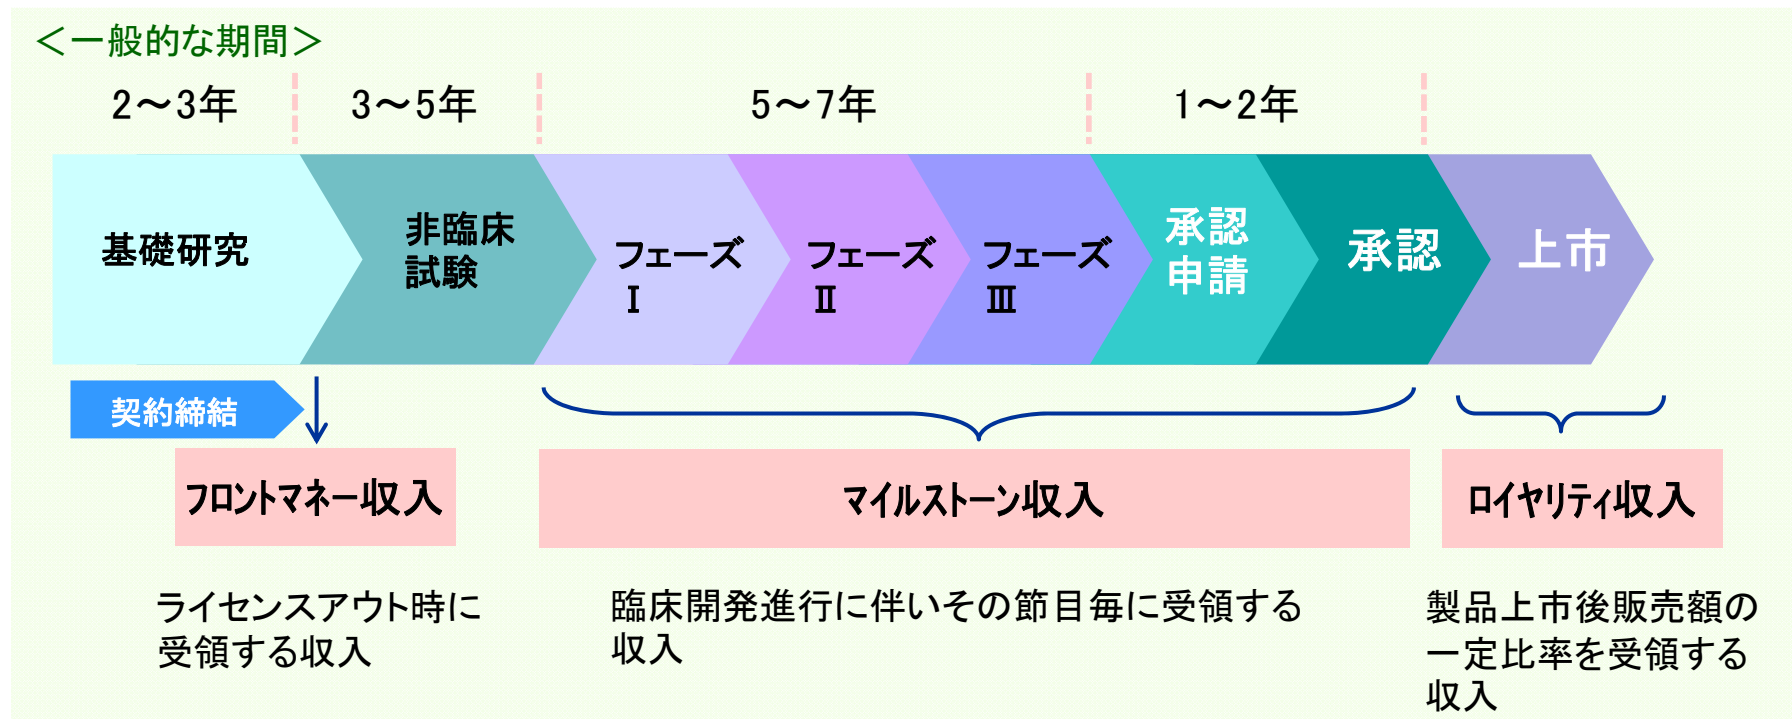 ＜一般的な期間＞
2～3年
3～5年
5～7年
1～2年
基礎研究
非臨床
試験
フェーズ
Ⅰ
フェーズ
Ⅱ
フェーズ
Ⅲ
承認
申請
承認
上市
契約締結
フロントマネー収入
マイルストーン収入
ロイヤリティ収入
ライセンスアウト時に
受領する収入
臨床開発進行に伴いその節目毎に受領する
収入
製品上市後販売額の
一定比率を受領する
収入